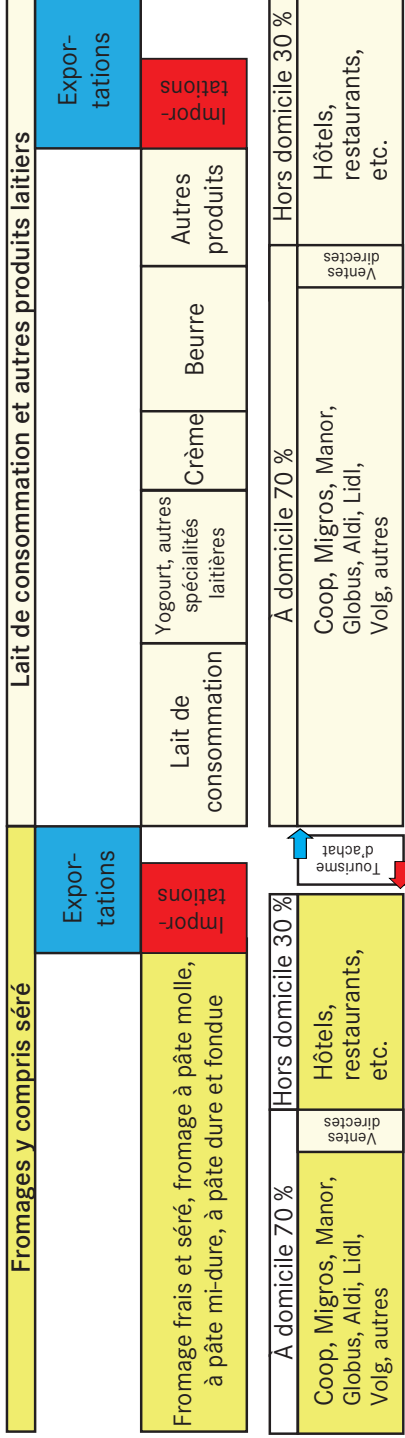 Fromages y compris séré
Expor-
tations
Impor-
tations
Fromage frais et séré, fromage à pâte molle,
à pâte mi-dure, à pâte dure et fondue
À domicile 70 %
Hors domicile 30 %
Coop, Migros, Manor,
Globus, Aldi, Lidl,
Volg, autres
Ventes
directes
Hôtels,
restaurants,
etc.
Tourisme
d'achat
Lait de consommation et autres produits laitiers
Expor-
tations
Lait de
consommation
Yogourt, autres
spécialités
laitières
Crème
Beurre
Autres
produits
Impor-
tations
À domicile 70 %
Hors domicile 30 %
Coop, Migros, Manor,
Globus, Aldi, Lidl,
Volg, autres
Ventes
directes
Hôtels,
restaurants,
etc.